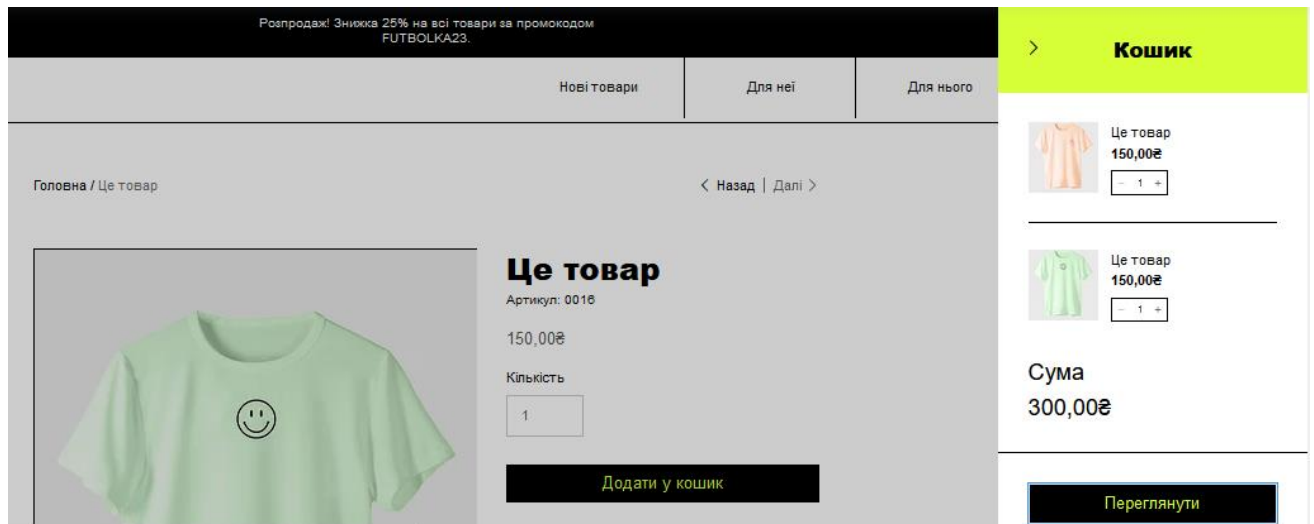 Розпродаж! Знижка 25% на всі товари за промокодом
FUTBOLKA23.
Нові товари
Для неї
Для нього
Головна / Це товар
< Назад | Далі >
Це товар
Артикул: 0016
150,00₴
Кількість
1
Додати у кошик
> Кошик
Це товар
150,00₴
− 1 +
Це товар
150,00₴
− 1 +
Сума
300,00₴
Переглянути